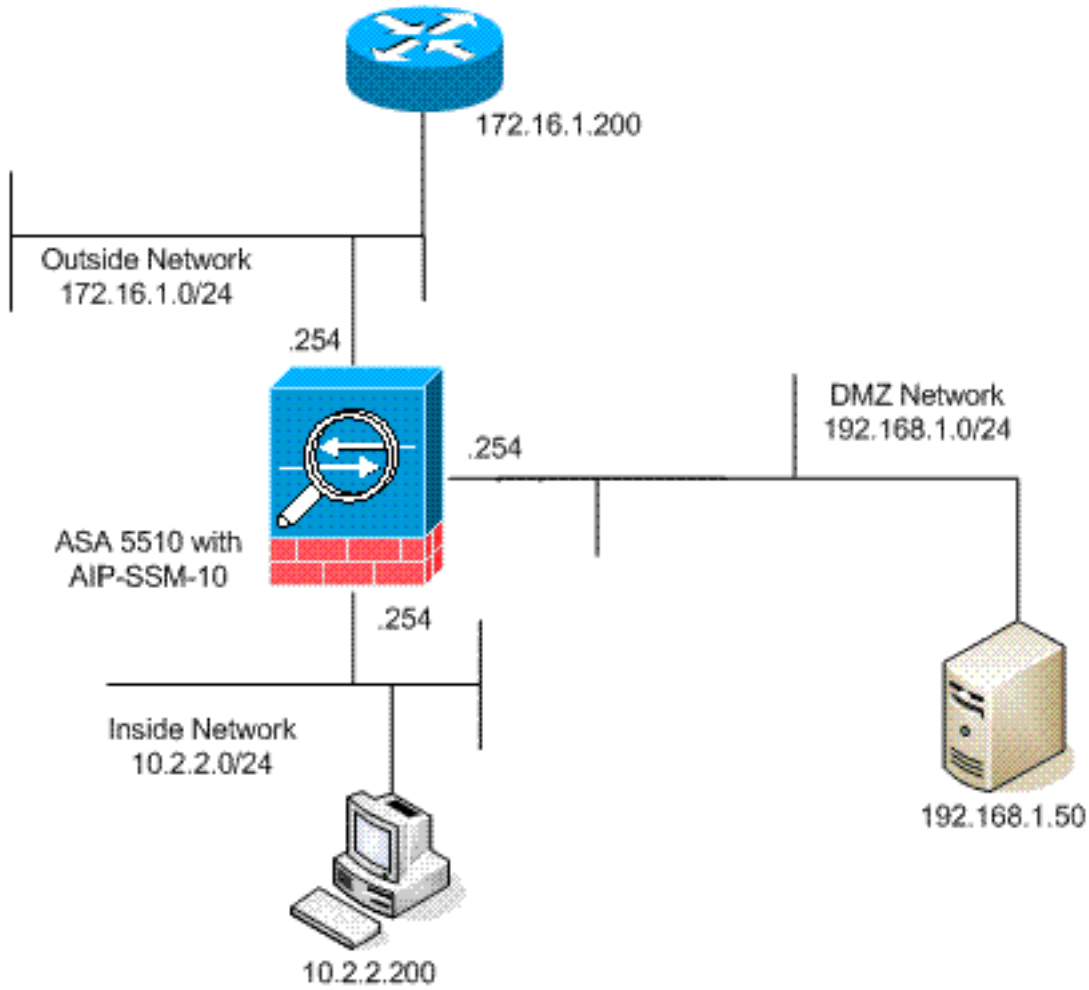 172.16.1.200
Outside Network
172.16.1.0/24
.254
DMZ Network
192.168.1.0/24
.254
ASA 5510 with
AIP-SSM-10
.254
Inside Network
10.2.2.0/24
192.168.1.50
10.2.2.200